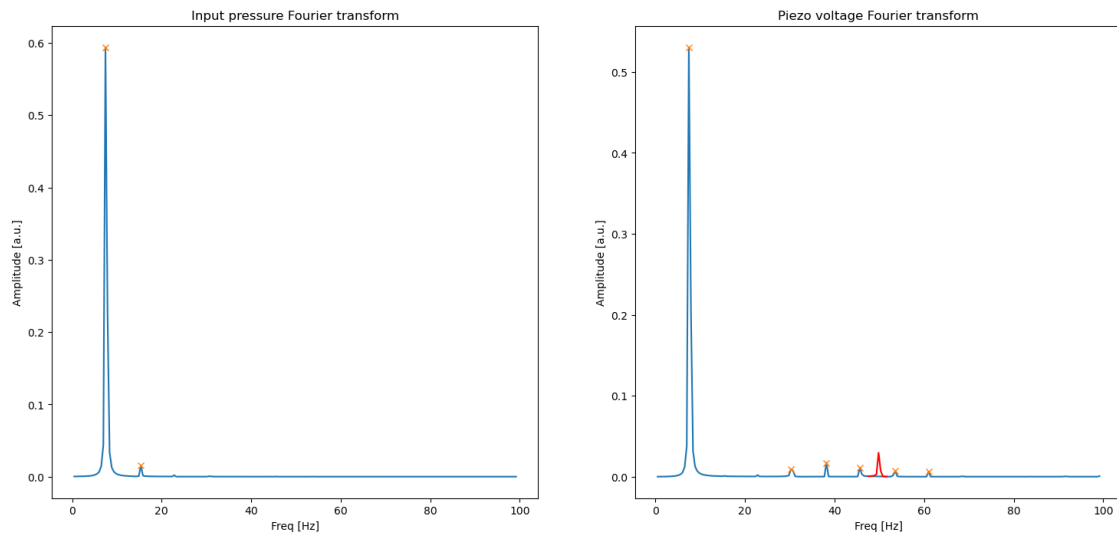 Input pressure Fourier transform
0.6
0.5
0.4
0.3
0.2
0.1
0.0
Amplitude [a.u.]
0 20 40 60 80 100
Freq [Hz]
Piezo voltage Fourier transform
0.5
0.4
0.3
0.2
0.1
0.0
Amplitude [a.u.]
0 20 40 60 80 100
Freq [Hz]